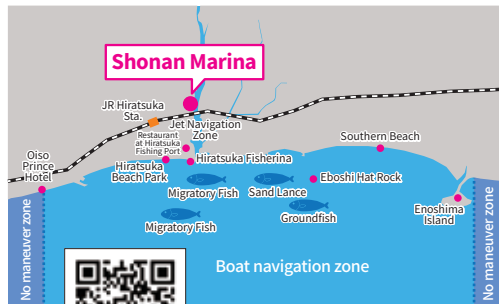 Shonan Marina
JR Hiratsuka
Sta.
Jet Navigation
Zone
Restaurant
at Hiratsuka
Fishing Port
Southern Beach
Oiso
Prince
Hotel
Hiratsuka
Beach Park
Hiratsuka Fisherina
Migratory Fish
Sand Lance
Eboshi Hat Rock
Groundfish
Migratory Fish
Enoshima
Island
No maneuver zone
Boat navigation zone
No maneuver zone